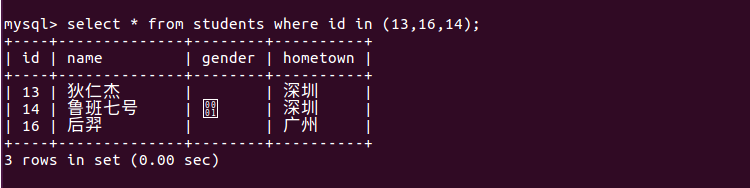 mysql> select * from students where id in (13,16,14);
+----+--------------+--------+----------+
| id | name         | gender | hometown |
+----+--------------+--------+----------+
| 13 | 狄仁杰       |        | 深圳     |
| 14 | 鲁班七号     | 0001   | 深圳     |
| 16 | 后羿         |        | 广州     |
+----+--------------+--------+----------+
3 rows in set (0.00 sec)